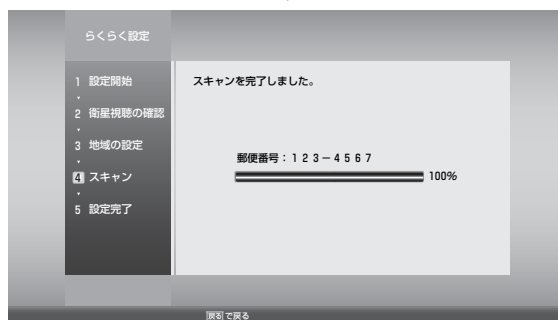 らくらく設定
1 設定開始
2 衛星視聴の確認
3 地域の設定
4 スキャン
5 設定完了
スキャンを完了しました。
郵便番号：１２３－４５６７
100%
戻る で戻る